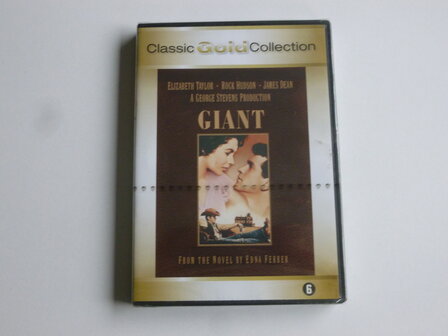 Classic Gold Collection
ELIZABETH TAYLOR - ROCK HUDSON - JAMES DEAN
A GEORGE STEVENS PRODUCTION
GIANT
FROM THE NOVEL BY EDNA FERBER
6